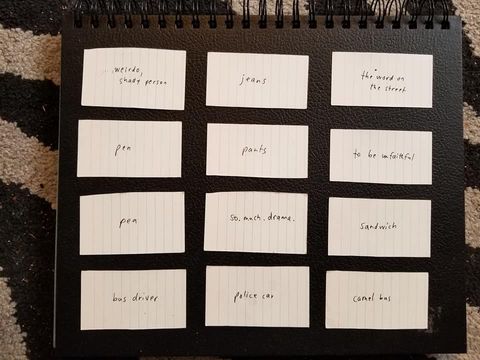 weirdo,
shady person
jeans
the word on
the street
pen
pants
to be unfaithful
pen
so. much. drama.
sandwich
bus driver
police car
camel bus